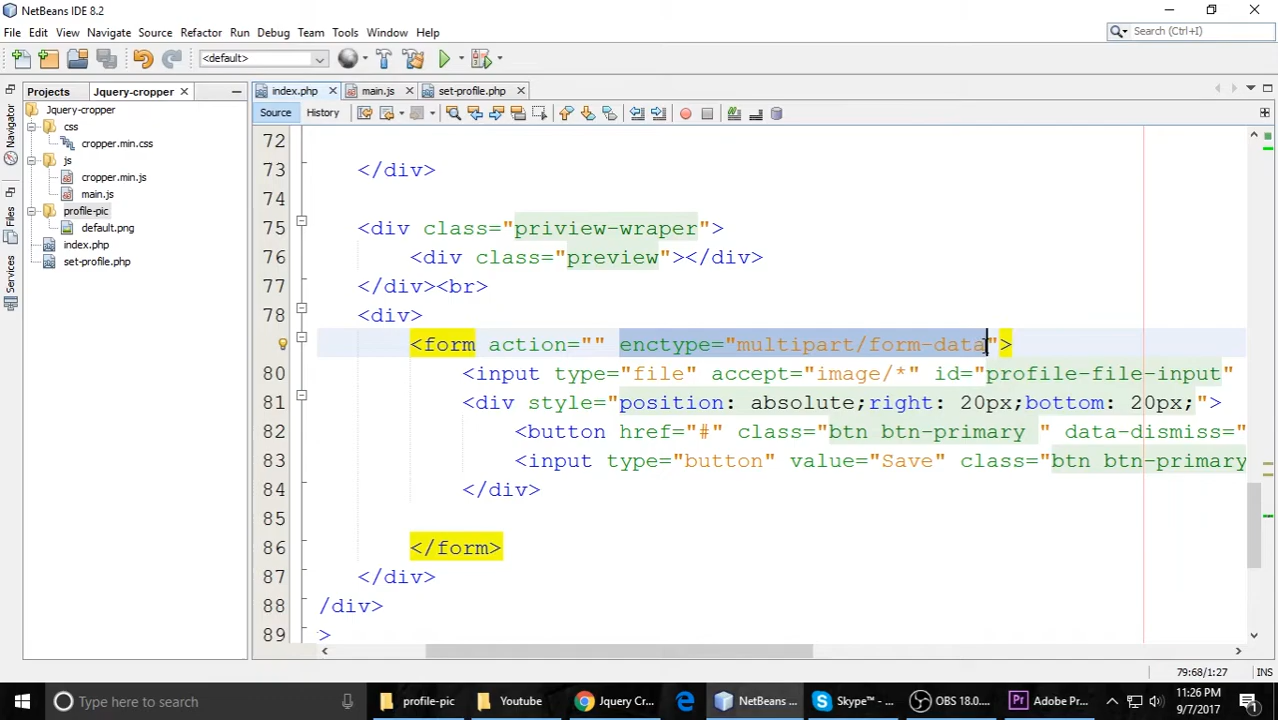 NetBeans IDE 8.2
File Edit View Navigate Source Refactor Run Debug Team Tools Window Help
Search (Ctrl+I)
<default>
Projects Jquery-cropper
index.php main.js set-profile.php
Source History
Navigator
Files
Services
Jquery-cropper
css
cropper.min.css
js
cropper.min.js
main.js
profile-pic
default.png
index.php
set-profile.php
72
73 </div>
74
75 <div class="priview-wraper">
76 <div class="preview"></div>
77 </div><br>
78 <div>
<form action="" enctype="multipart/form-data">
80 <input type="file" accept="image/*" id="profile-file-input"
81 <div style="position: absolute;right: 20px;bottom: 20px;">
82 <button href="#" class="btn btn-primary " data-dismiss="
83 <input type="button" value="Save" class="btn btn-primary
84 </div>
85
86 </form>
87 </div>
88 /div>
89 >
79:68/1:27 INS
Type here to search
profile-pic
Youtube
Jquery Cr...
NetBeans ...
Skype™ - ...
OBS 18.0....
Pr Adobe Pr...
11:26 PM
9/7/2017